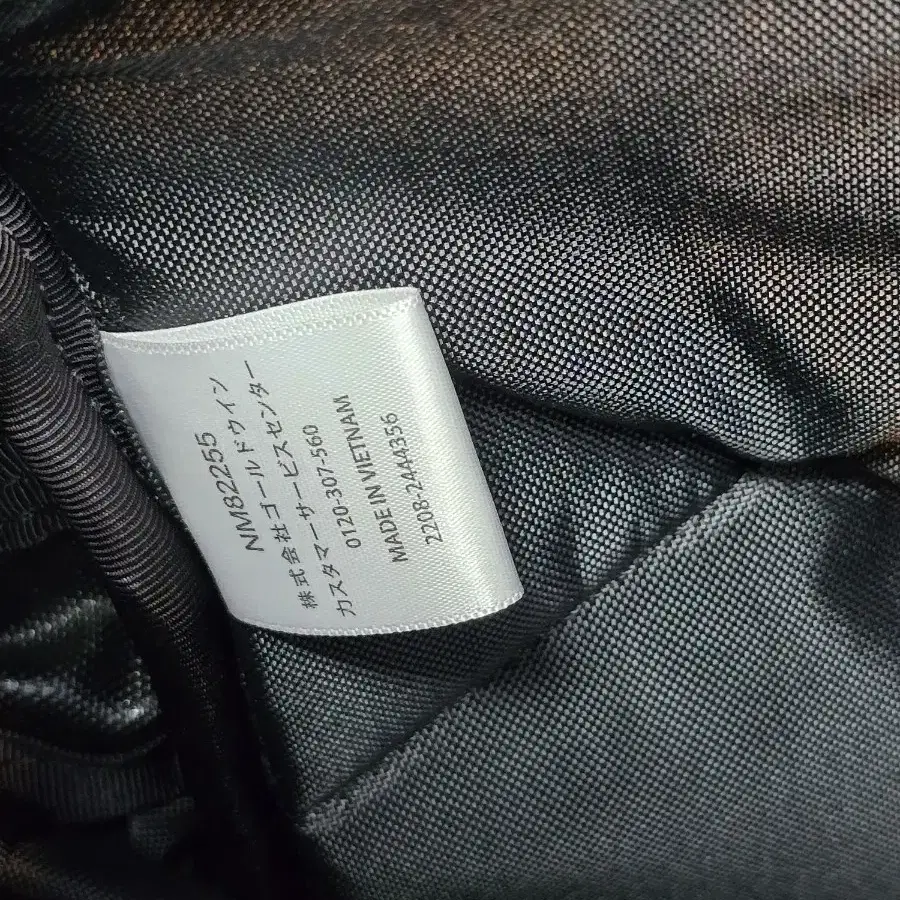 NM82255
株式会社ゴールドウイン
カスタマーサービスセンター
0120-307-560
MADE IN VIETNAM
220B-2444356